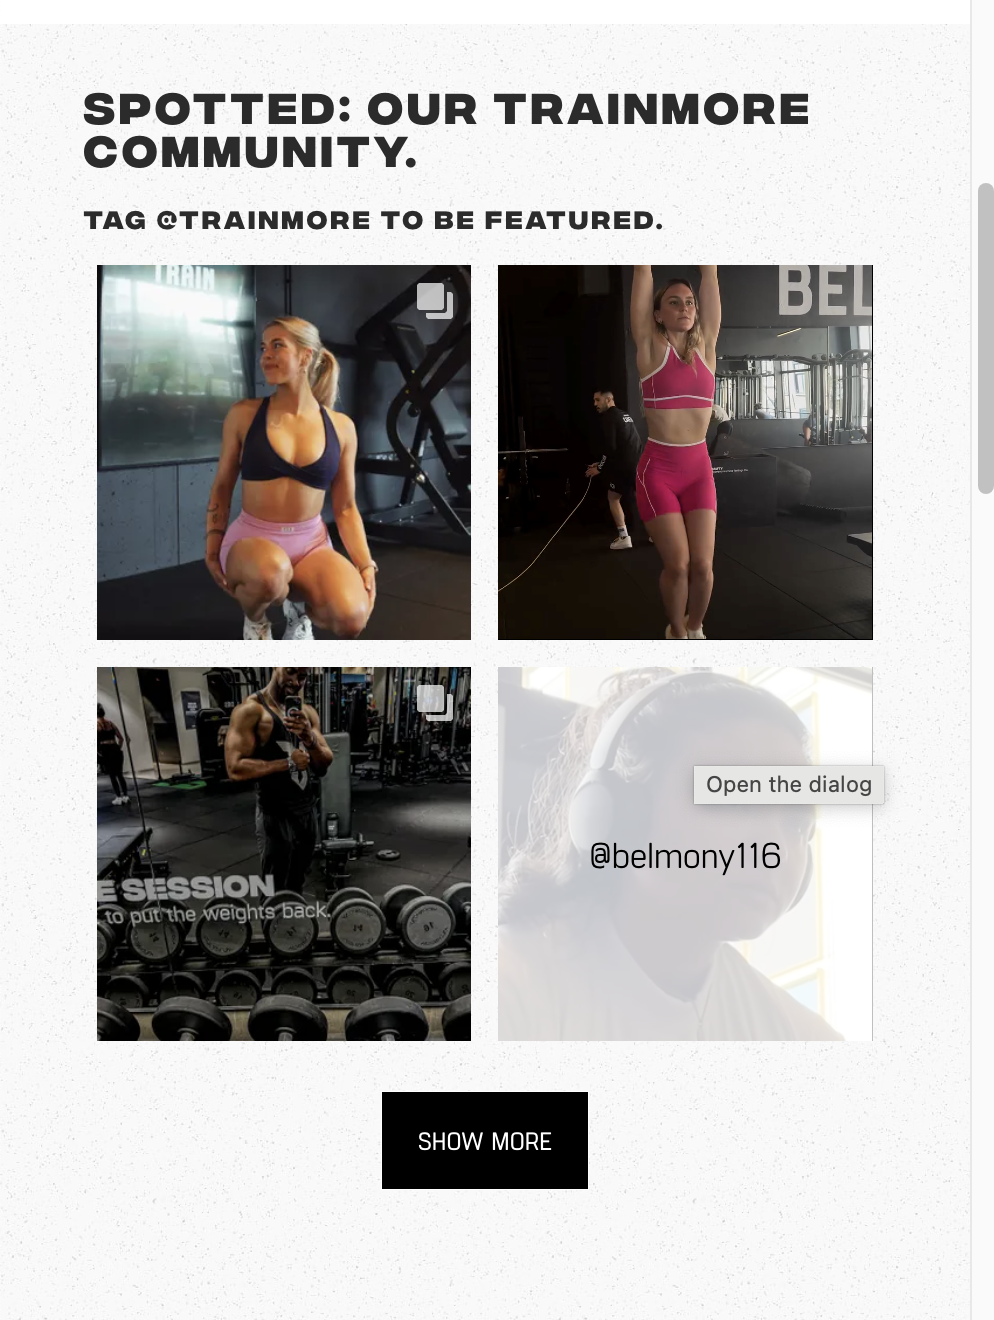 SPOTTED: OUR TRAINMORE
COMMUNITY.
TAG @TRAINMORE TO BE FEATURED.
TRAIN
BEL
E SESSION
to put the weights back.
Open the dialog
@belmony116
SHOW MORE